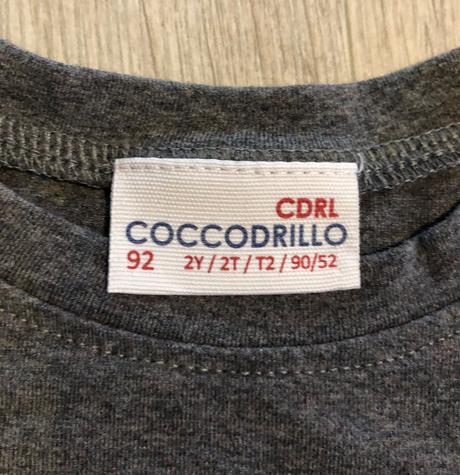 CDRL
COCCODRILLO
92 2Y / 2T / T2 / 90/52